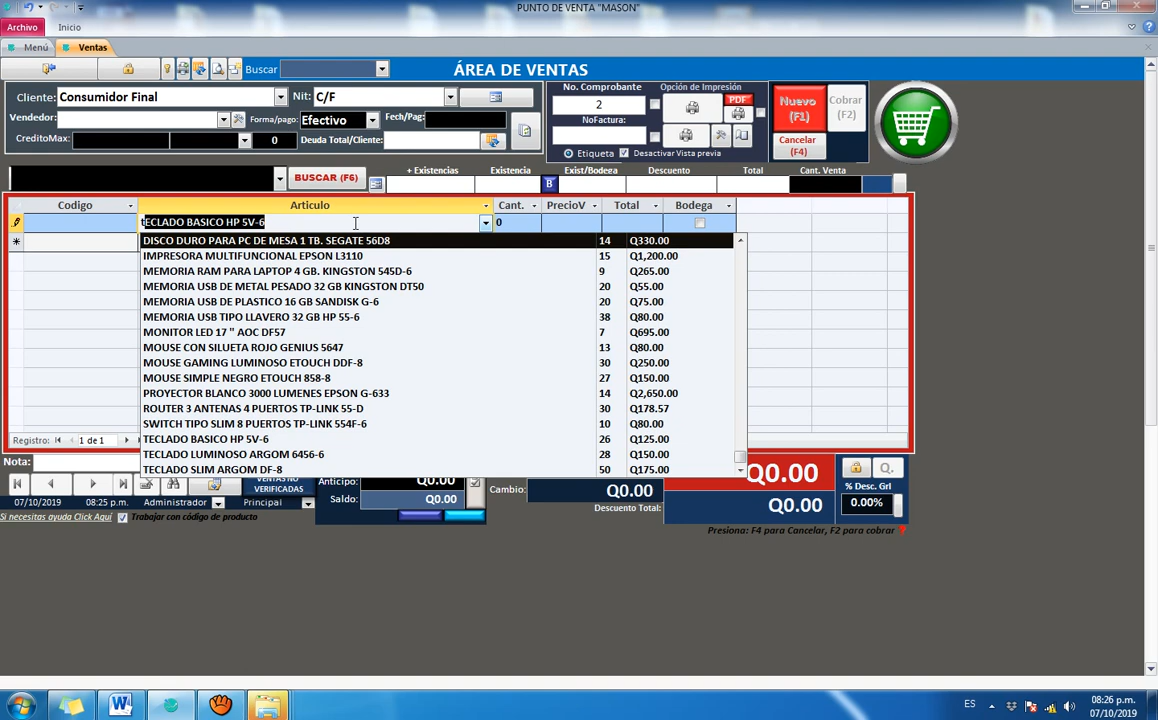 PUNTO DE VENTA "MASON"
Archivo Inicio
Menú Ventas
Buscar ÁREA DE VENTAS
Cliente: Consumidor Final Nit: C/F
Vendedor: Forma/pago: Efectivo Fech/Pag:
CreditoMax: 0 Deuda Total/Cliente:
No. Comprobante Opción de Impresión
2 PDF
NoFactura:
Etiqueta Desactivar Vista previa
Nuevo (F1) Cobrar (F2)
Cancelar (F4)
BUSCAR (F6) + Existencias Existencia B Exist/Bodega Descuento Total Cant. Venta
Codigo Articulo Cant. PrecioV Total Bodega
tECLADO BASICO HP 5V-6 0
DISCO DURO PARA PC DE MESA 1 TB. SEGATE 56D8 14 Q330.00
IMPRESORA MULTIFUNCIONAL EPSON L3110 15 Q1,200.00
MEMORIA RAM PARA LAPTOP 4 GB. KINGSTON 545D-6 9 Q265.00
MEMORIA USB DE METAL PESADO 32 GB KINGSTON DT50 20 Q55.00
MEMORIA USB DE PLASTICO 16 GB SANDISK G-6 20 Q75.00
MEMORIA USB TIPO LLAVERO 32 GB HP 55-6 38 Q80.00
MONITOR LED 17 " AOC DF57 7 Q695.00
MOUSE CON SILUETA ROJO GENIUS 5647 13 Q80.00
MOUSE GAMING LUMINOSO ETOUCH DDF-8 30 Q250.00
MOUSE SIMPLE NEGRO ETOUCH 858-8 27 Q150.00
PROYECTOR BLANCO 3000 LUMENES EPSON G-633 14 Q2,650.00
ROUTER 3 ANTENAS 4 PUERTOS TP-LINK 55-D 30 Q178.57
SWITCH TIPO SLIM 8 PUERTOS TP-LINK 554F-6 10 Q80.00
TECLADO BASICO HP 5V-6 26 Q125.00
TECLADO LUMINOSO ARGOM 6456-6 28 Q150.00
TECLADO SLIM ARGOM DF-8 50 Q175.00
Registro: 1 de 1
Nota:
VENTAS NO VERIFICADAS
Anticipo: Q0.00
Saldo: Q0.00
Cambio: Q0.00
Descuento Total:
Q0.00
Q0.00
Q.
% Desc. Grl
0.00%
07/10/2019 08:25 p.m. Administrador Principal
Si necesitas ayuda Click Aquí Trabajar con código de producto
Presiona: F4 para Cancelar, F2 para cobrar
ES 08:26 p.m.
07/10/2019